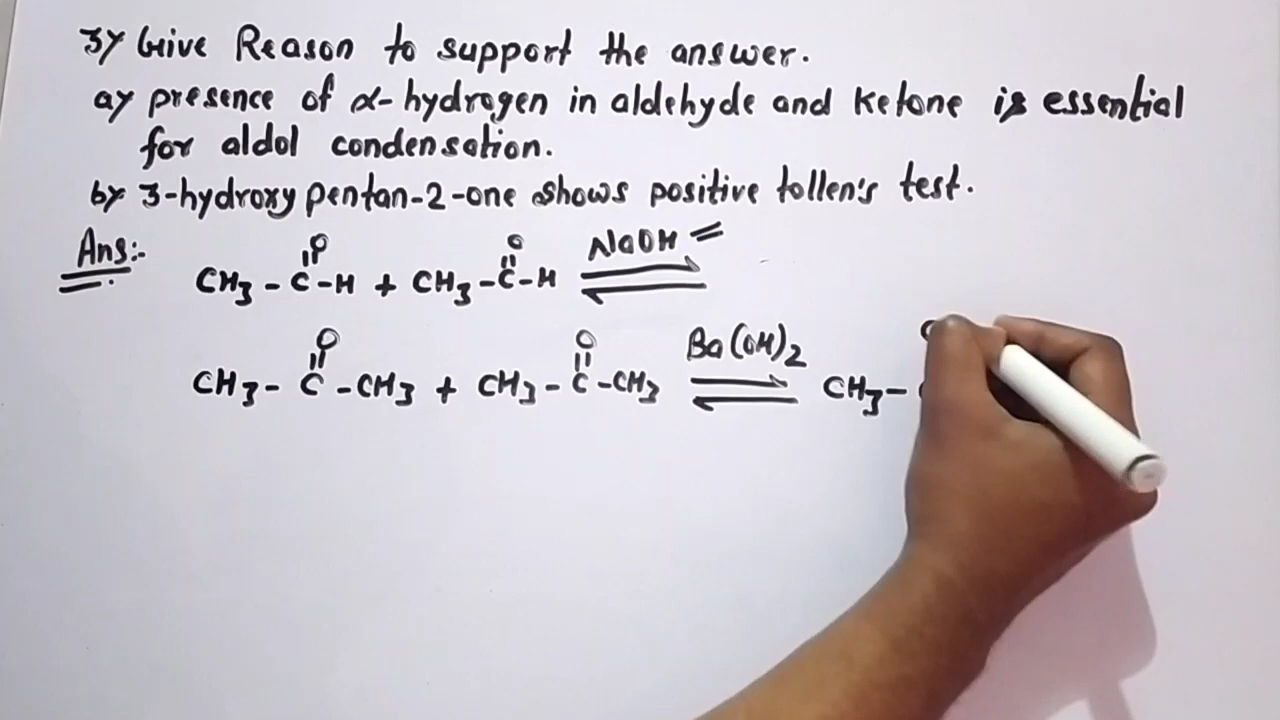 3) Give Reason to support the answer.
a) presence of α-hydrogen in aldehyde and Ketone is essential
for aldol condensation.
b) 3-hydroxy pentan-2-one shows positive tollen's test.
Ans:-
O O NaOH =
CH3 - C - H + CH3 - C - H ⇌
O O Ba(OH)2
CH3 - C - CH3 + CH3 - C - CH3 ⇌ CH3 -